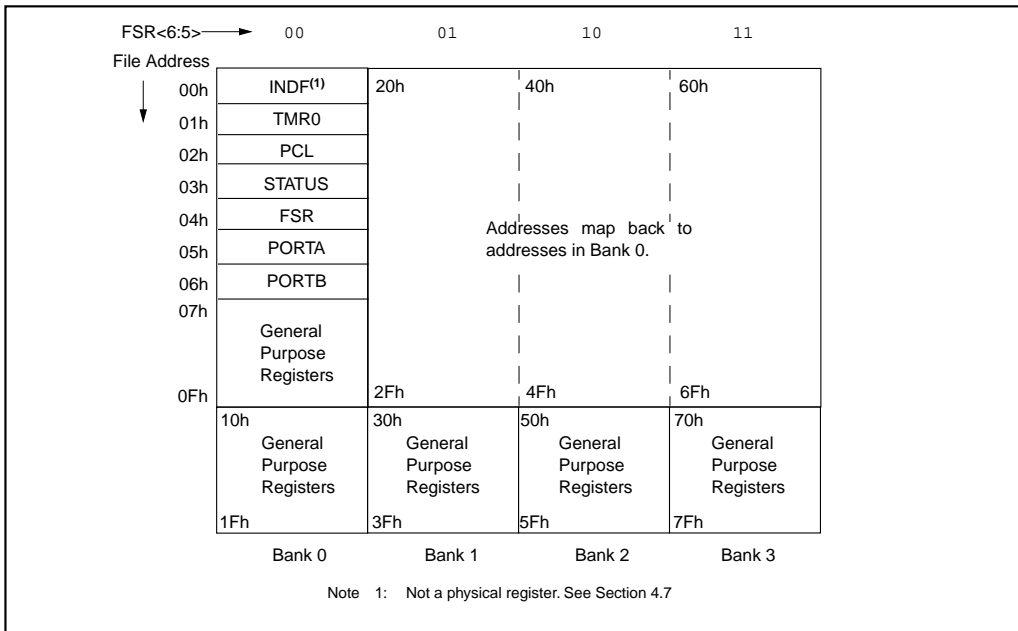 FSR<6:5> 00 01 10 11
File Address
00h INDF(1) 20h 40h 60h
01h TMR0
02h PCL
03h STATUS
04h FSR
05h PORTA
06h PORTB
07h
Addresses map back to
addresses in Bank 0.
General
Purpose
Registers
0Fh 2Fh 4Fh 6Fh
10h 30h 50h 70h
General General General General
Purpose Purpose Purpose Purpose
Registers Registers Registers Registers
1Fh 3Fh 5Fh 7Fh
Bank 0 Bank 1 Bank 2 Bank 3
Note 1: Not a physical register. See Section 4.7